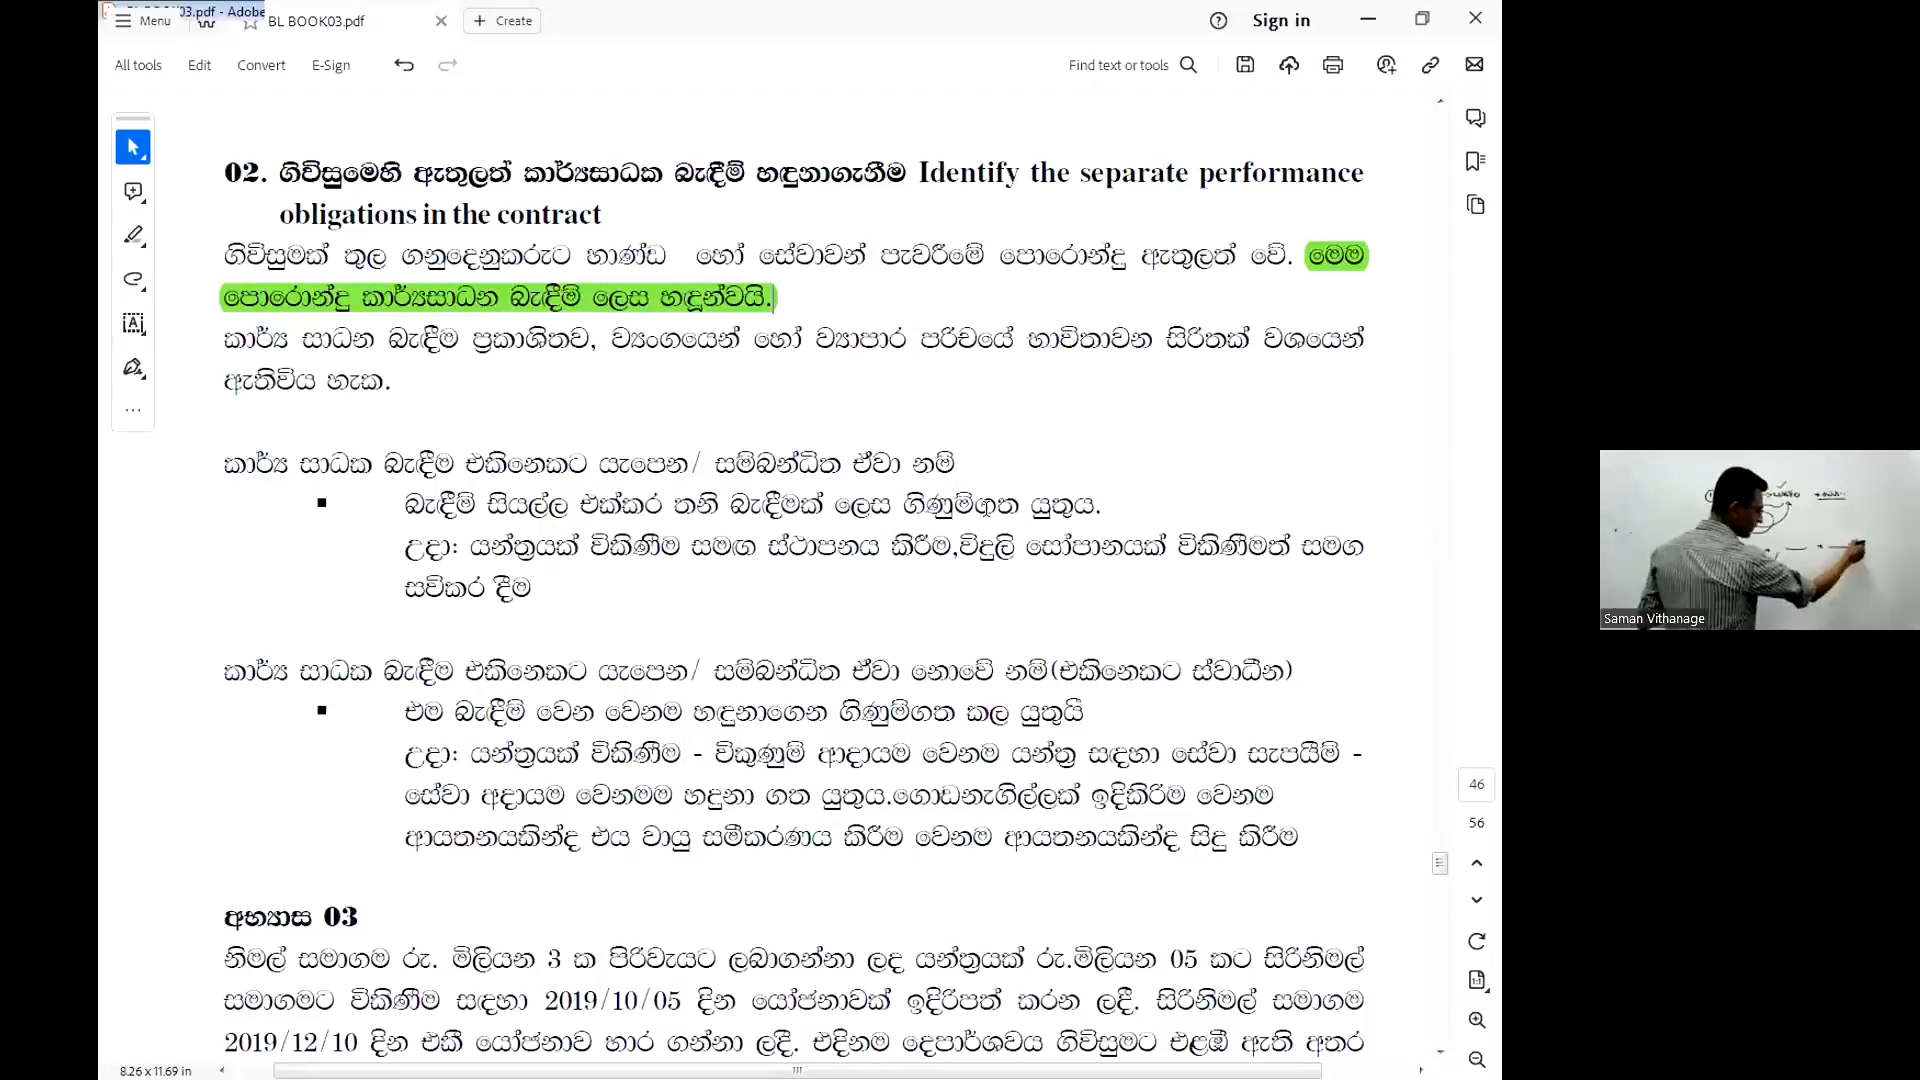 03.pdf - Adobe
Menu
BL BOOK03.pdf
Create
Sign in
All tools
Edit
Convert
E-Sign
Find text or tools
02. ගිවිසුමෙහි ඇතුලත් කාර්යසාධක බැඳීම් හඳුනාගැනීම Identify the separate performance
obligations in the contract
ගිවිසුමක් තුල ගනුදෙනුකරුට භාණ්ඩ හෝ සේවාවන් පැවරීමේ පොරොන්දු ඇතුලත් වේ. මෙම
පොරොන්දු කාර්යසාධන බැඳීම් ලෙස හඳුන්වයි.
කාර්ය සාධන බැඳීම ප්‍රකාශිතව, ව්‍යංගයෙන් හෝ ව්‍යාපාර පරිචයේ භාවිතාවන සිරිතක් වශයෙන්
ඇතිවිය හැක.
කාර්ය සාධක බැඳීම එකිනෙකට යැපෙන/ සම්බන්ධිත ඒවා නම්
▪ බැඳීම් සියල්ල එක්කර තනි බැඳීමක් ලෙස ගිණුම්ගත යුතුය.
උදා: යන්ත්‍රයක් විකිණීම සමඟ ස්ථාපනය කිරීම,විදුලි සෝපානයක් විකිණීමත් සමග
සවිකර දීම
කාර්ය සාධක බැඳීම එකිනෙකට යැපෙන/ සම්බන්ධිත ඒවා නොවේ නම්(එකිනෙකට ස්වාධීන)
▪ එම බැඳීම් වෙන වෙනම හඳුනාගෙන ගිණුම්ගත කල යුතුයි
උදා: යන්ත්‍රයක් විකිණීම - විකුණුම් ආදායම වෙනම යන්ත්‍ර සඳහා සේවා සැපයීම් -
සේවා අදායම වෙනමම හදුනා ගත යුතුය.ගොඩනැගිල්ලක් ඉදිකිරීම වෙනම
ආයතනයකින්ද එය වායු සමීකරණය කිරීම වෙනම ආයතනයකින්ද සිදු කිරීම
අභ්‍යාස 03
නිමල් සමාගම රු. මිලියන 3 ක පිරිවැයට ලබාගන්නා ලද යන්ත්‍රයක් රු.මිලියන 05 කට සිරිනිමල්
සමාගමට විකිණීම සඳහා 2019/10/05 දින යෝජනාවක් ඉදිරිපත් කරන ලදී. සිරිනිමල් සමාගම
2019/12/10 දින එකී යෝජනාව භාර ගන්නා ලදී. එදිනම දෙපාර්ශවය ගිවිසුමට එළඹී ඇති අතර
46
56
8.26 x 11.69 in
Saman Vithanage